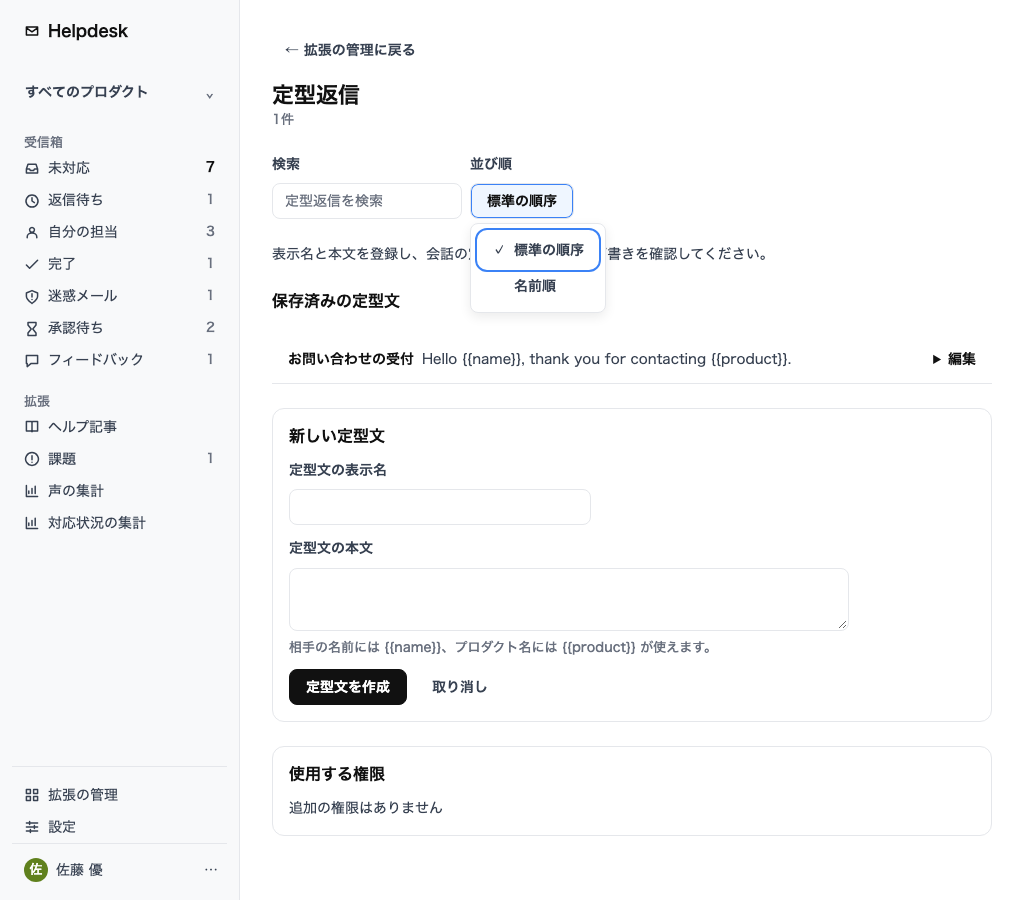 Helpdesk
すべてのプロダクト
受信箱
未対応 7
返信待ち 1
自分の担当 3
完了 1
迷惑メール 1
承認待ち 2
フィードバック 1
拡張
ヘルプ記事
課題 1
声の集計
対応状況の集計
拡張の管理
設定
佐 佐藤 優 …
← 拡張の管理に戻る
定型返信
1件
検索
定型返信を検索
並び順
標準の順序
✓ 標準の順序
名前順
表示名と本文を登録し、会話の 書きを確認してください。
保存済みの定型文
お問い合わせの受付 Hello {{name}}, thank you for contacting {{product}}.
▶ 編集
新しい定型文
定型文の表示名
定型文の本文
相手の名前には {{name}}、プロダクト名には {{product}} が使えます。
定型文を作成 取り消し
使用する権限
追加の権限はありません